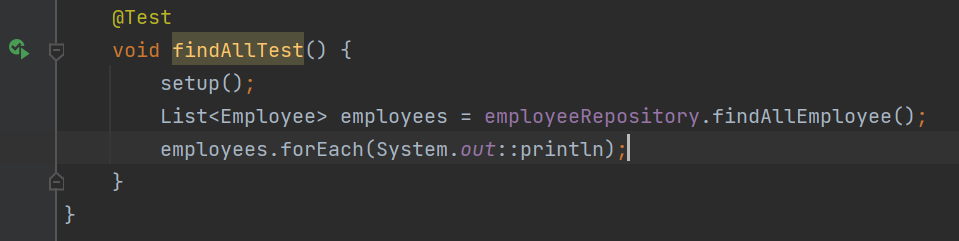 @Test
void findAllTest() {
setup();
List<Employee> employees = employeeRepository.findAllEmployee();
employees.forEach(System.out::println);
}
}